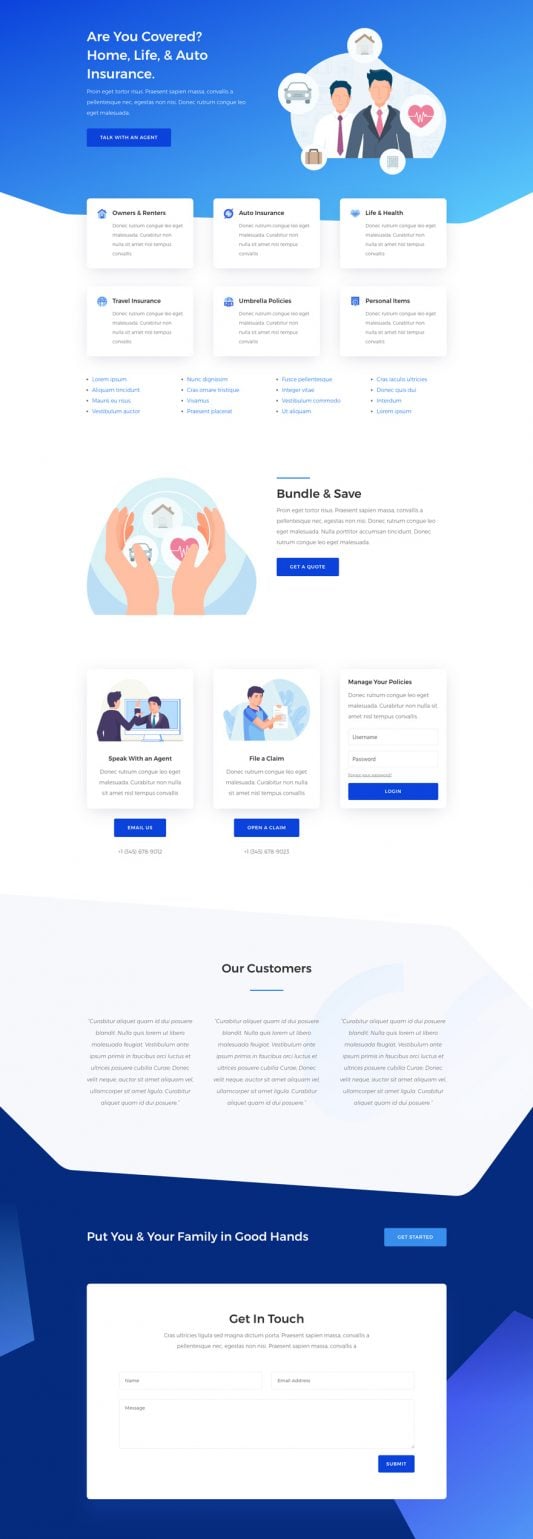 Are You Covered?
Home, Life, & Auto
Insurance.
Proin eget tortor risus. Praesent sapien massa, convallis a
pellentesque nec, egestas non nisi. Donec rutrum congue leo eget
malesuada.
TALK WITH AN AGENT
Owners & Renters
Donec rutrum congue leo eget
malesuada. Curabitur non
nulla sit amet nisl tempus
convallis
Auto Insurance
Donec rutrum congue leo eget
malesuada. Curabitur non
nulla sit amet nisl tempus
convallis
Life & Health
Donec rutrum congue leo eget
malesuada. Curabitur non
nulla sit amet nisl tempus
convallis
Travel Insurance
Donec rutrum congue leo eget
malesuada. Curabitur non
nulla sit amet nisl tempus
convallis
Umbrella Policies
Donec rutrum congue leo eget
malesuada. Curabitur non
nulla sit amet nisl tempus
convallis
Personal Items
Donec rutrum congue leo eget
malesuada. Curabitur non
nulla sit amet nisl tempus
convallis
Lorem ipsum
Aliquam tincidunt
Mauris eu risus
Vestibulum auctor
Nunc dignissim
Cras ornare tristique
Vivamus
Praesent placerat
Fusce pellentesque
Integer vitae
Vestibulum commodo
Ut aliquam
Cras iaculis ultricies
Donec quis dui
Interdum
Lorem ipsum
Bundle & Save
Proin eget tortor risus. Praesent sapien massa, convallis a
pellentesque nec, egestas non nisi. Donec rutrum congue leo eget
malesuada. Nulla porttitor accumsan tincidunt. Donec
rutrum congue leo eget malesuada.
GET A QUOTE
Speak With an Agent
Donec rutrum congue leo eget
malesuada. Curabitur non nulla
sit amet nisl tempus convallis
EMAIL US
+1 (345) 678-9012
File a Claim
Donec rutrum congue leo eget
malesuada. Curabitur non nulla
sit amet nisl tempus convallis
OPEN A CLAIM
+1 (345) 678-9023
Manage Your Policies
Donec rutrum congue leo eget
malesuada. Curabitur non nulla sit
amet nisl tempus convallis
Username
Password
Forgot your password?
LOGIN
Our Customers
"Curabitur aliquet quam id dui posuere
blandit. Nulla quis lorem ut libero
malesuada feugiat. Vestibulum ante
ipsum primis in faucibus orci luctus et
ultrices posuere cubilia Curae; Donec
velit neque, auctor sit amet aliquam vel,
ullamcorper sit amet ligula. Curabitur
aliquet quam id dui posuere."
"Curabitur aliquet quam id dui posuere
blandit. Nulla quis lorem ut libero
malesuada feugiat. Vestibulum ante
ipsum primis in faucibus orci luctus et
ultrices posuere cubilia Curae; Donec
velit neque, auctor sit amet aliquam vel,
ullamcorper sit amet ligula. Curabitur
aliquet quam id dui posuere."
"Curabitur aliquet quam id dui posuere
blandit. Nulla quis lorem ut libero
malesuada feugiat. Vestibulum ante
ipsum primis in faucibus orci luctus et
ultrices posuere cubilia Curae; Donec
velit neque, auctor sit amet aliquam vel,
ullamcorper sit amet ligula. Curabitur
aliquet quam id dui posuere."
Put You & Your Family in Good Hands
GET STARTED
Get In Touch
Cras ultricies ligula sed magna dictum porta. Praesent sapien massa, convallis a
pellentesque nec, egestas non nisi. Praesent sapien massa, convallis a
Name
Email Address
Message
SUBMIT